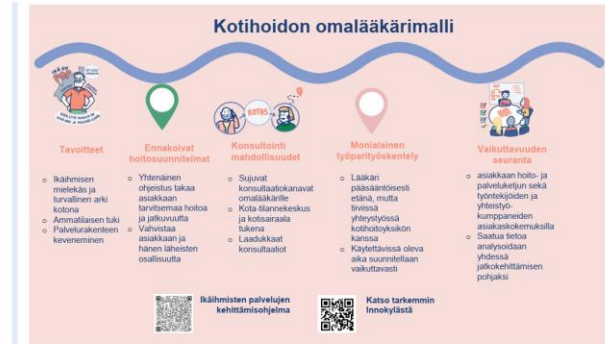 Kotihoidon omalääkärimalli
KOTAS
Tavoitteet
o Ikäihmisen
mielekäs ja
turvallinen arki
kotona
o Ammatilaisen tuki
o Palvelurakenteen
keveneminen
Ennakoivat
hoitosuunnitelmat
o Yhtenäinen
ohjeistus takaa
asiakkaan
tarvitsemaa hoitoa
ja jatkuvuutta
o Vahvistaa
asiakkaan ja
hänen läheisten
osallisuutta
Konsultointi
mahdollisuudet
o Sujuvat
konsultaatiokanavat
omalääkärille
o Kota-tilannekeskus
ja kotisairaala
tukena
o Laadukkaat
konsultaatiot
Monialainen
työparityöskentely
o Lääkäri
pääsääntöisesti
etänä, mutta
tiiviissä
yhteystyössä
kotihoitoyksikön
kanssa
o Käytettävissä oleva
aika suunnitellaan
vaikuttavasti
Vaikuttavuuden
seuranta
o asiakkaan hoito- ja
palveluketjun sekä
työntekijöiden ja
yhteistyö-
kumppaneiden
asiakaskokemuksilla
o Saatua tietoa
analysoidaan
yhdessä
jatkokehittämisen
pohjaksi
Ikäihmisten palvelujen
kehittämisohjelma
Katso tarkemmin
Innokylästä